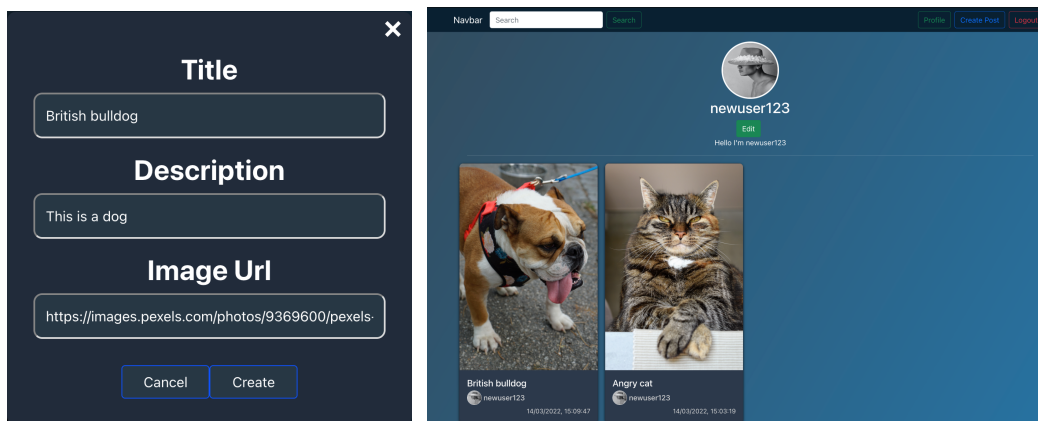 ×
Title
British bulldog
Description
This is a dog
Image Url
https://images.pexels.com/photos/9369600/pexels-
Cancel Create
Navbar Search Search Profile Create Post Logout
newuser123
Edit
Hello I'm newuser123
British bulldog
newuser123
14/03/2022, 15:09:47
Angry cat
newuser123
14/03/2022, 15:03:19